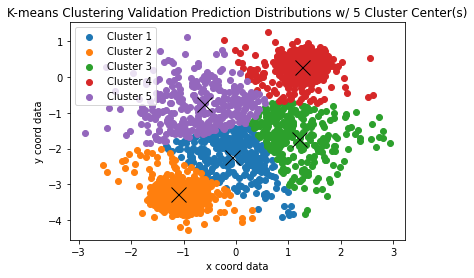 K-means Clustering Validation Prediction Distributions w/ 5 Cluster Center(s)
Cluster 1
Cluster 2
Cluster 3
Cluster 4
Cluster 5
y coord data
1
0
−1
−2
−3
−4
−3
−2
−1
0
1
2
3
x coord data